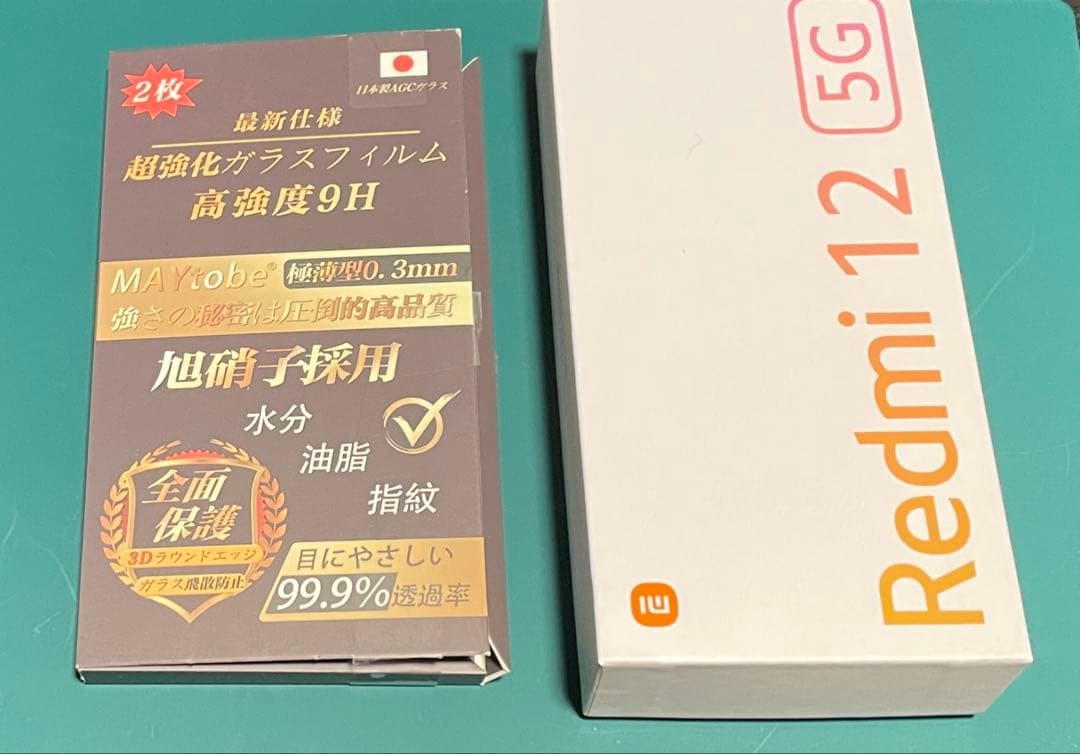 2枚
日本製AGCガラス
最新仕様
超強化ガラスフィルム
高強度9H
MAYtobe® 極薄型0.3mm
強さの秘密は圧倒的高品質
旭硝子採用
水分
油脂
指紋
全面
保護
3Dラウンドエッジ
ガラス飛散防止
目にやさしい
99.9%透過率
Redmi 12 5G